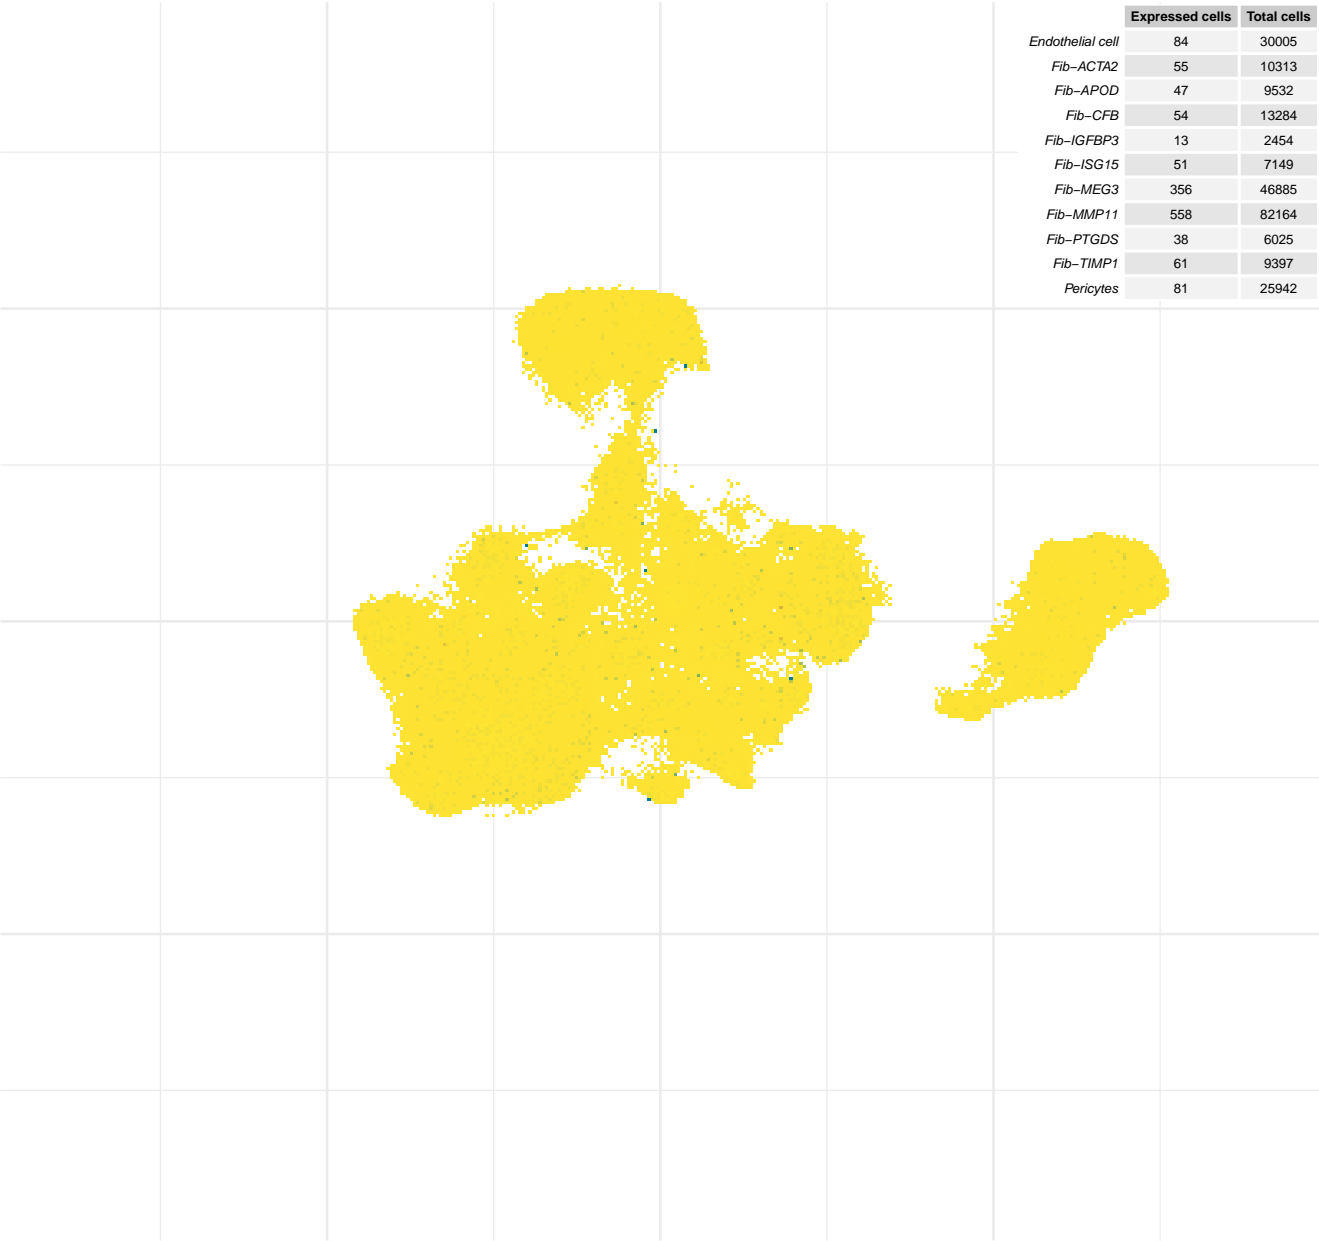 Expressed cells Total cells
Endothelial cell 84 30005
Fib−ACTA2 55 10313
Fib−APOD 47 9532
Fib−CFB 54 13284
Fib−IGFBP3 13 2454
Fib−ISG15 51 7149
Fib−MEG3 356 46885
Fib−MMP11 558 82164
Fib−PTGDS 38 6025
Fib−TIMP1 61 9397
Pericytes 81 25942